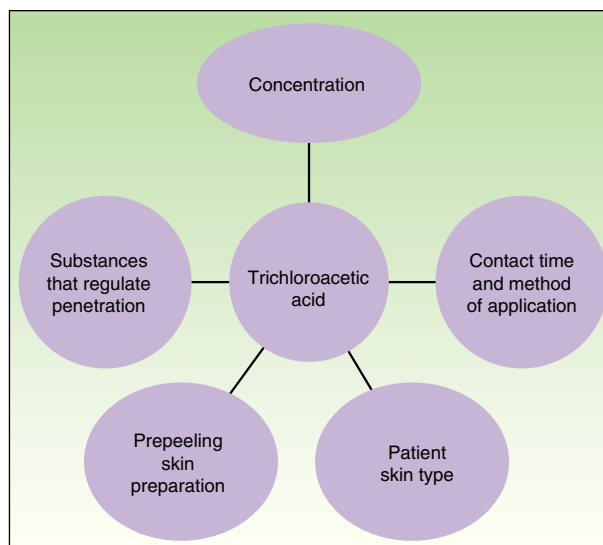 Concentration
Substances
that regulate
penetration
Trichloroacetic
acid
Contact time
and method
of application
Prepeeling
skin
preparation
Patient
skin type